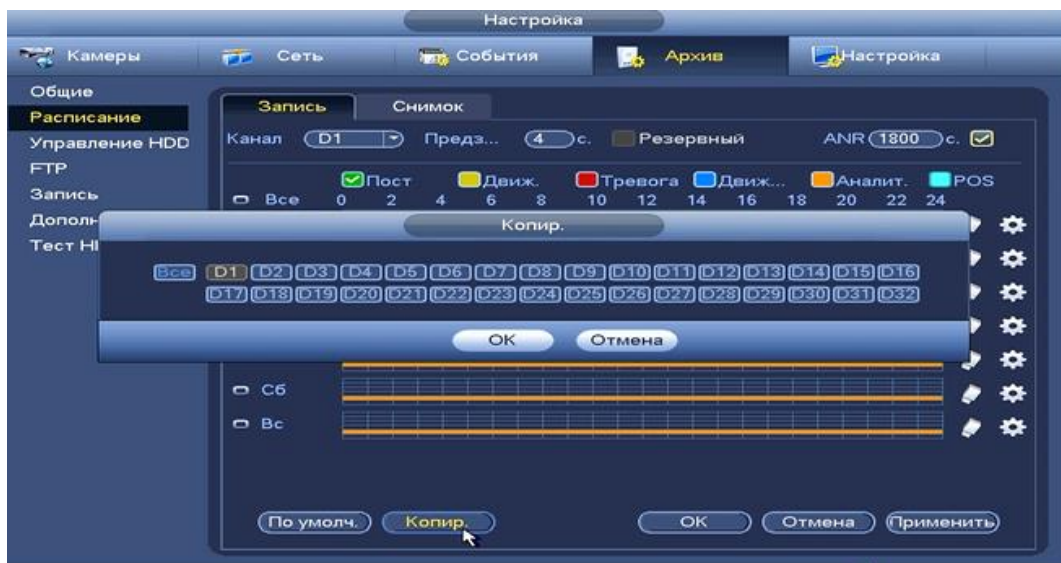 Настройка
Камеры Сеть События Архив Настройка
Общие
Расписание
Управление HDD
FTP
Запись
Дополн
Тест HI
Запись Снимок
Канал D1 Предз... 4 с. Резервный ANR 1800 с.
Пост Движ. Тревога Движ... Аналит. POS
Все 0 2 4 6 8 10 12 14 16 18 20 22 24
Копир.
Все D1 D2 D3 D4 D5 D6 D7 D8 D9 D10 D11 D12 D13 D14 D15 D16
D17 D18 D19 D20 D21 D22 D23 D24 D25 D26 D27 D28 D29 D30 D31 D32
OK Отмена
Сб
Вс
По умолч. Копир. OK Отмена Применить